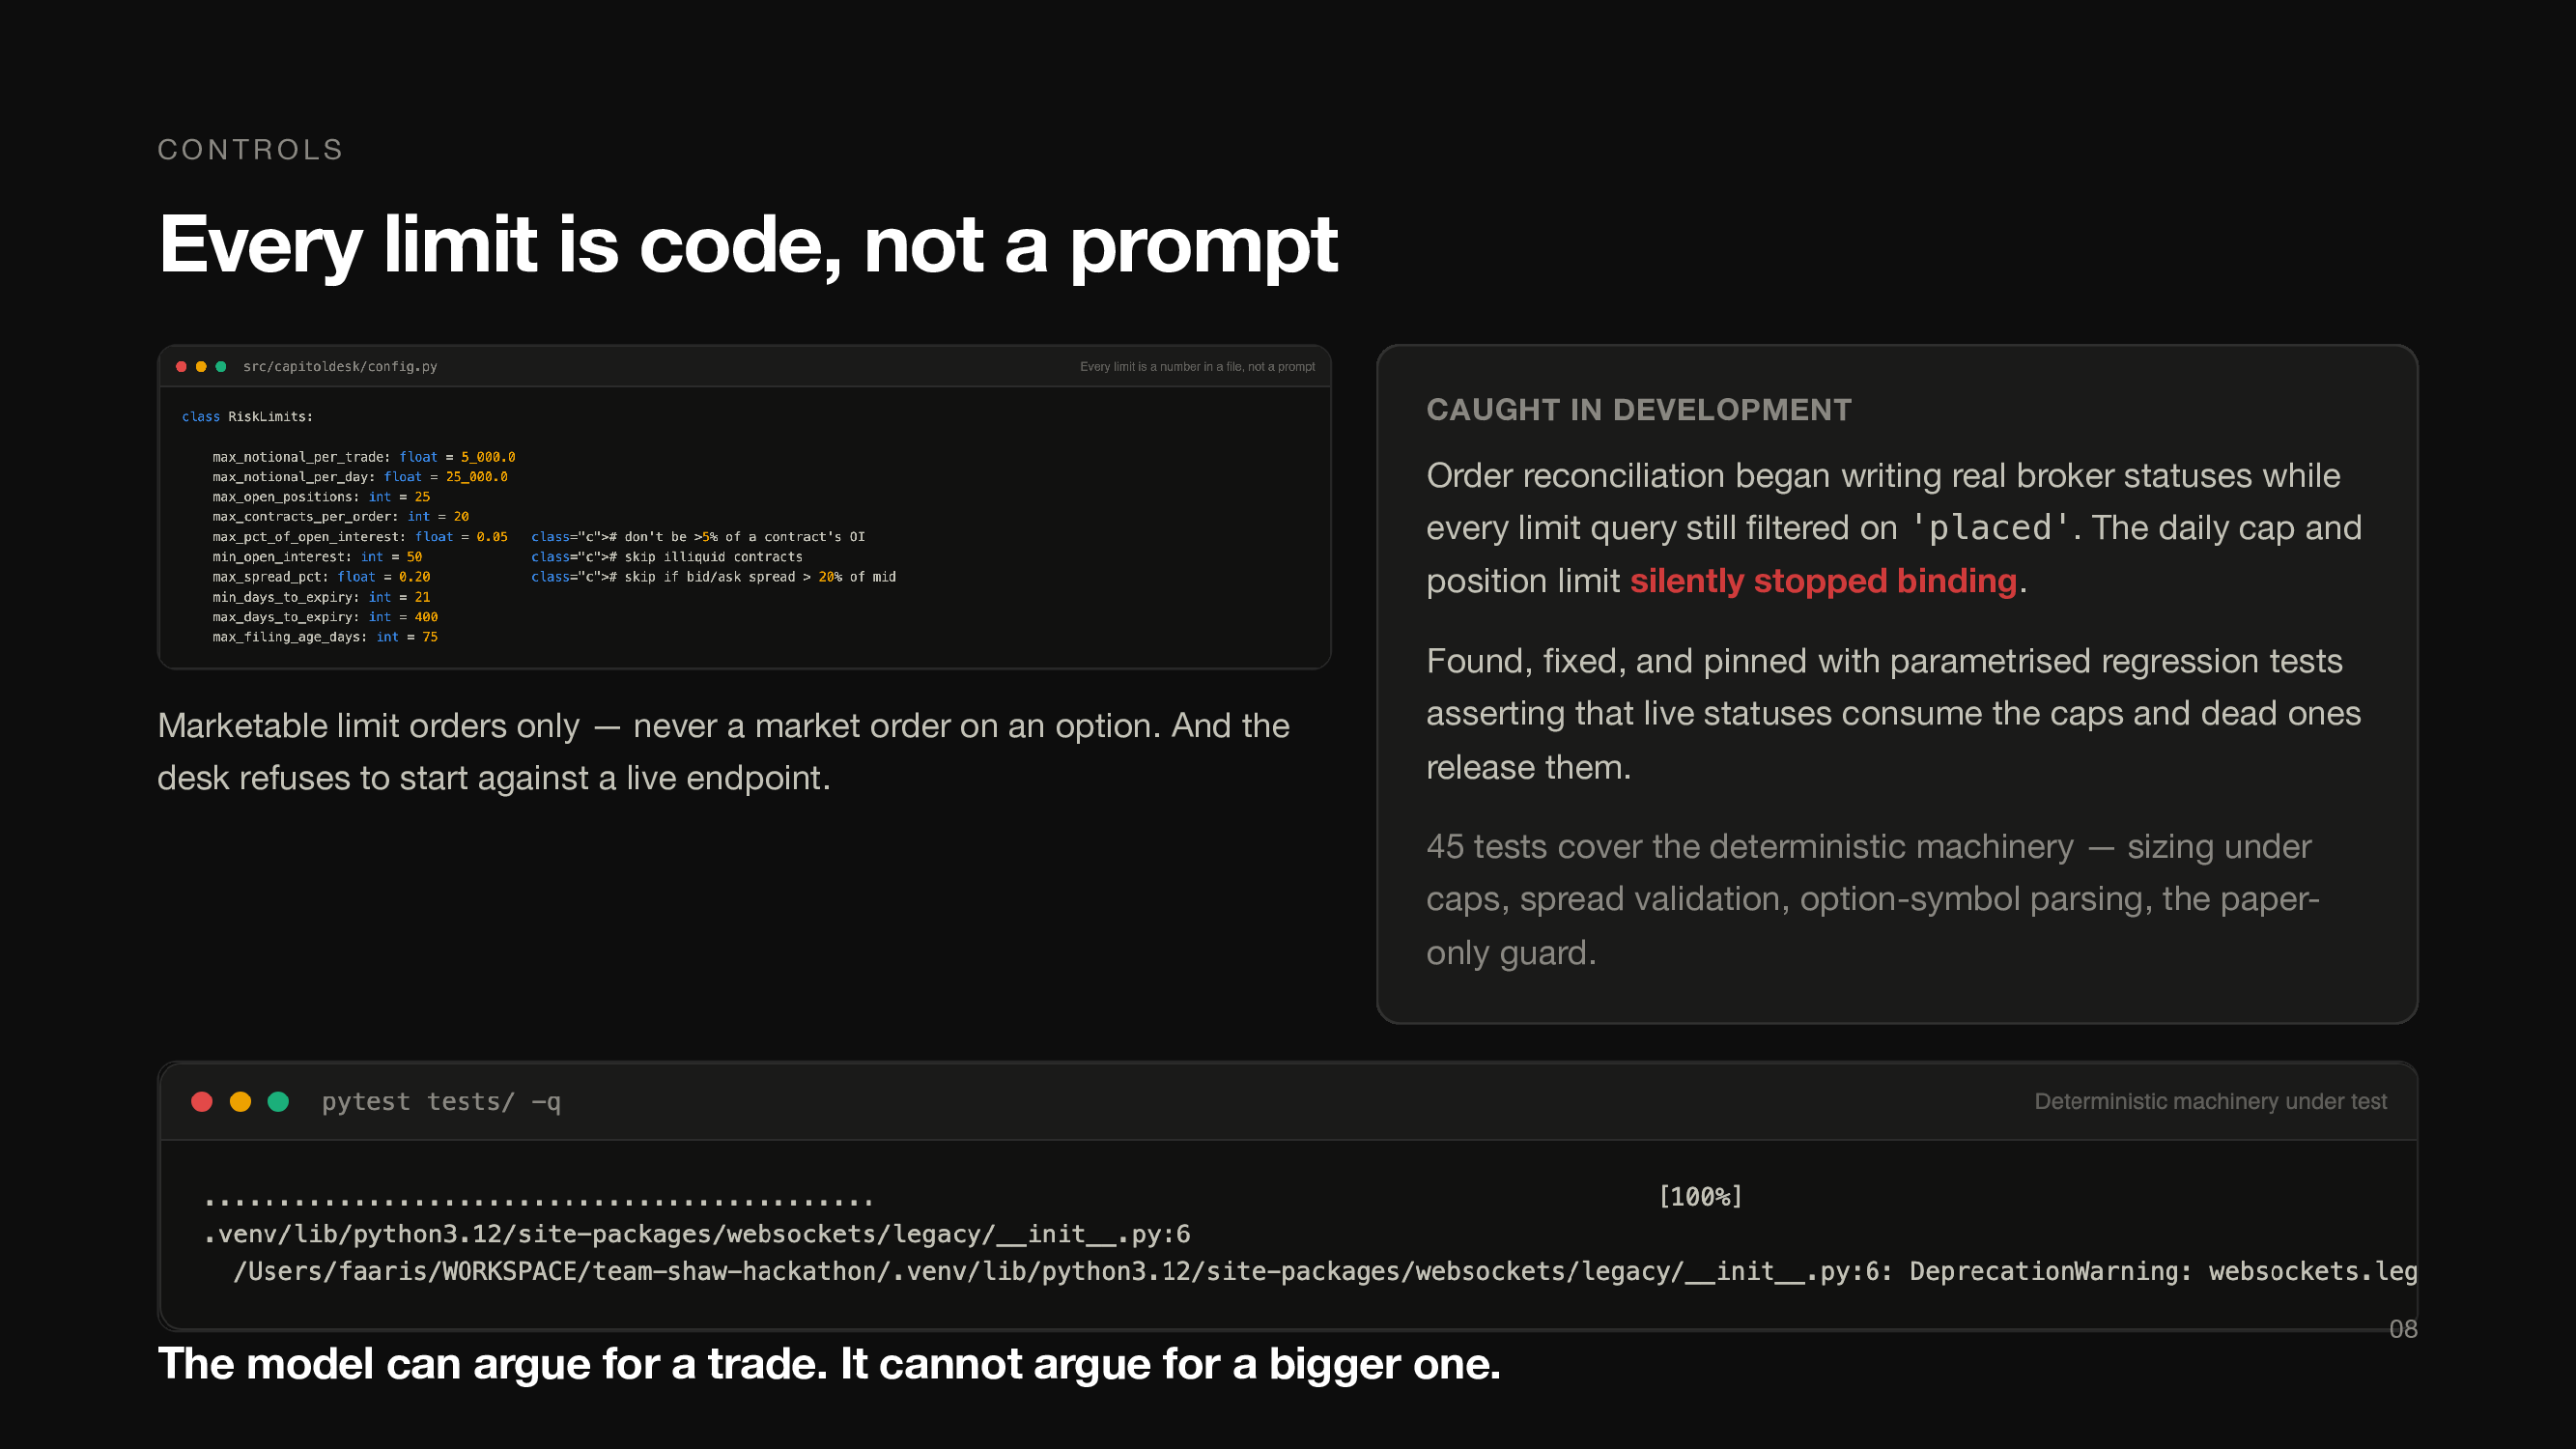 CONTROLS
Every limit is code, not a prompt
src/capitoldesk/config.py
Every limit is a number in a file, not a prompt
class RiskLimits:
max_notional_per_trade: float = 5_000.0
max_notional_per_day: float = 25_000.0
max_open_positions: int = 25
max_contracts_per_order: int = 20
max_pct_of_open_interest: float = 0.05 class="c"># don't be >5% of a contract's OI
min_open_interest: int = 50 class="c"># skip illiquid contracts
max_spread_pct: float = 0.20 class="c"># skip if bid/ask spread > 20% of mid
min_days_to_expiry: int = 21
max_days_to_expiry: int = 400
max_filing_age_days: int = 75
Marketable limit orders only — never a market order on an option. And the
desk refuses to start against a live endpoint.
CAUGHT IN DEVELOPMENT
Order reconciliation began writing real broker statuses while
every limit query still filtered on 'placed'. The daily cap and
position limit silently stopped binding.
Found, fixed, and pinned with parametrised regression tests
asserting that live statuses consume the caps and dead ones
release them.
45 tests cover the deterministic machinery — sizing under
caps, spread validation, option-symbol parsing, the paper-
only guard.
pytest tests/ -q
Deterministic machinery under test
............................................. [100%]
.venv/lib/python3.12/site-packages/websockets/legacy/__init__.py:6
/Users/faaris/WORKSPACE/team-shaw-hackathon/.venv/lib/python3.12/site-packages/websockets/legacy/__init__.py:6: DeprecationWarning: websockets.leg
08
The model can argue for a trade. It cannot argue for a bigger one.